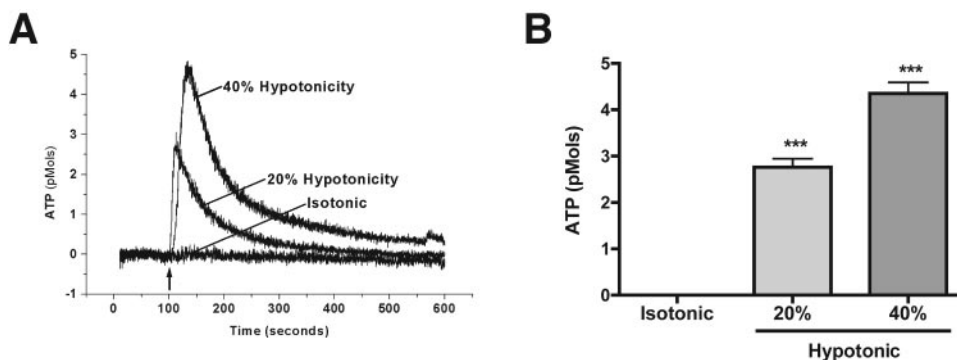 A
5
4
3
2
1
0
-1
ATP (pMols)
40% Hypotonicity
20% Hypotonicity
Isotonic
0 100 200 300 400 500 600
Time (seconds)
B
5
4
3
2
1
0
ATP (pMols)
***
***
Isotonic 20% 40%
Hypotonic